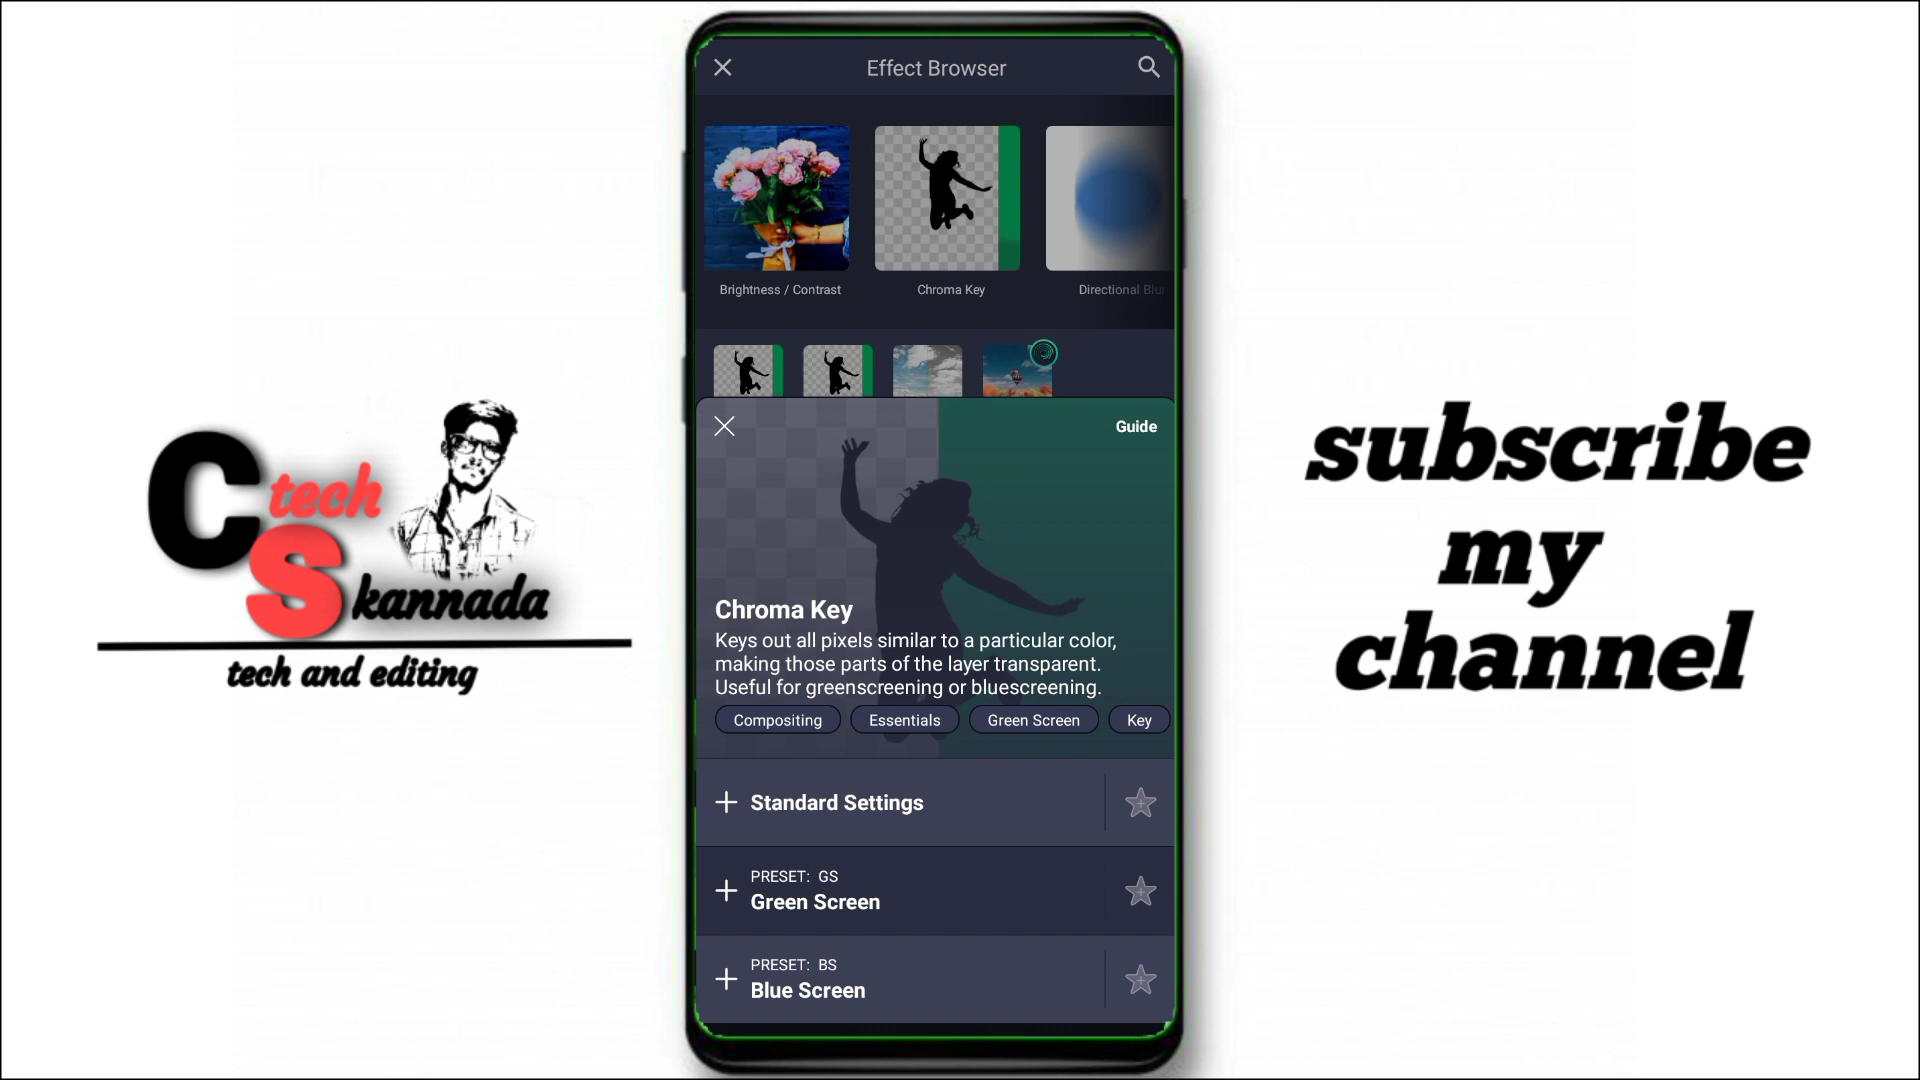 Effect Browser
Brightness / Contrast
Chroma Key
Directional Blur
Guide
Chroma Key
Keys out all pixels similar to a particular color,
making those parts of the layer transparent.
Useful for greenscreening or bluescreening.
Compositing
Essentials
Green Screen
Key
Standard Settings
PRESET: GS
Green Screen
PRESET: BS
Blue Screen
C tech
S kannada
tech and editing
subscribe
my
channel